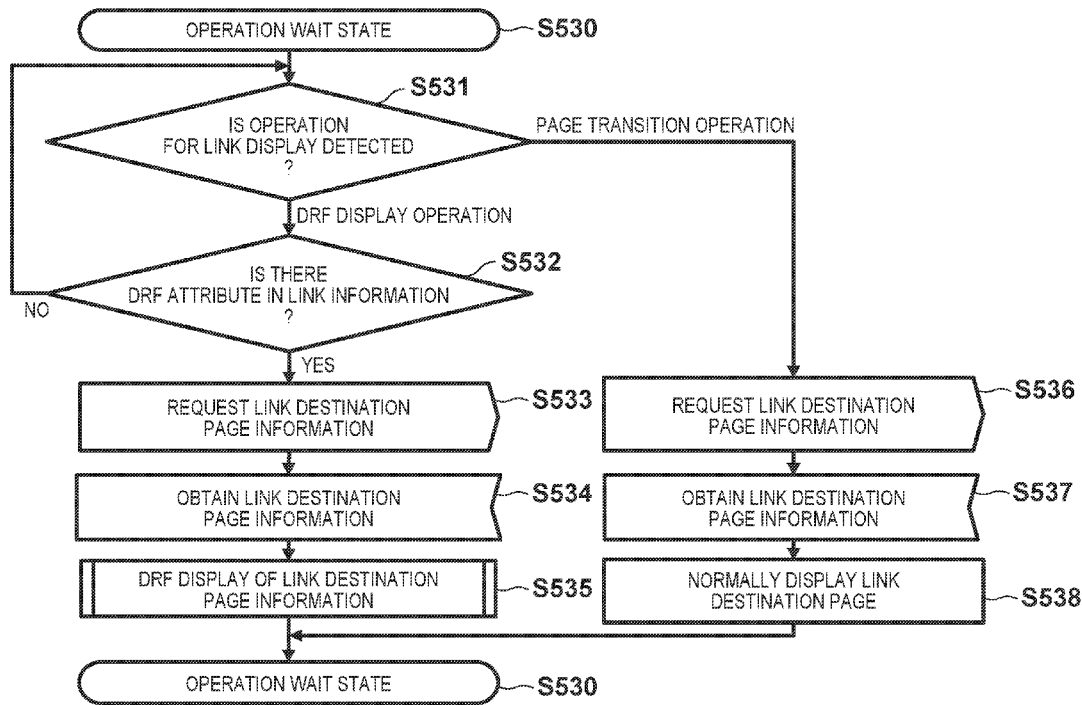 OPERATION WAIT STATE
S530
S531
IS OPERATION
FOR LINK DISPLAY DETECTED
?
PAGE TRANSITION OPERATION
DRF DISPLAY OPERATION
S532
IS THERE
DRF ATTRIBUTE IN LINK INFORMATION
?
NO
YES
REQUEST LINK DESTINATION
PAGE INFORMATION
S533
REQUEST LINK DESTINATION
PAGE INFORMATION
S536
OBTAIN LINK DESTINATION
PAGE INFORMATION
S534
OBTAIN LINK DESTINATION
PAGE INFORMATION
S537
DRF DISPLAY OF LINK DESTINATION
PAGE INFORMATION
S535
NORMALLY DISPLAY LINK
DESTINATION PAGE
S538
OPERATION WAIT STATE
S530